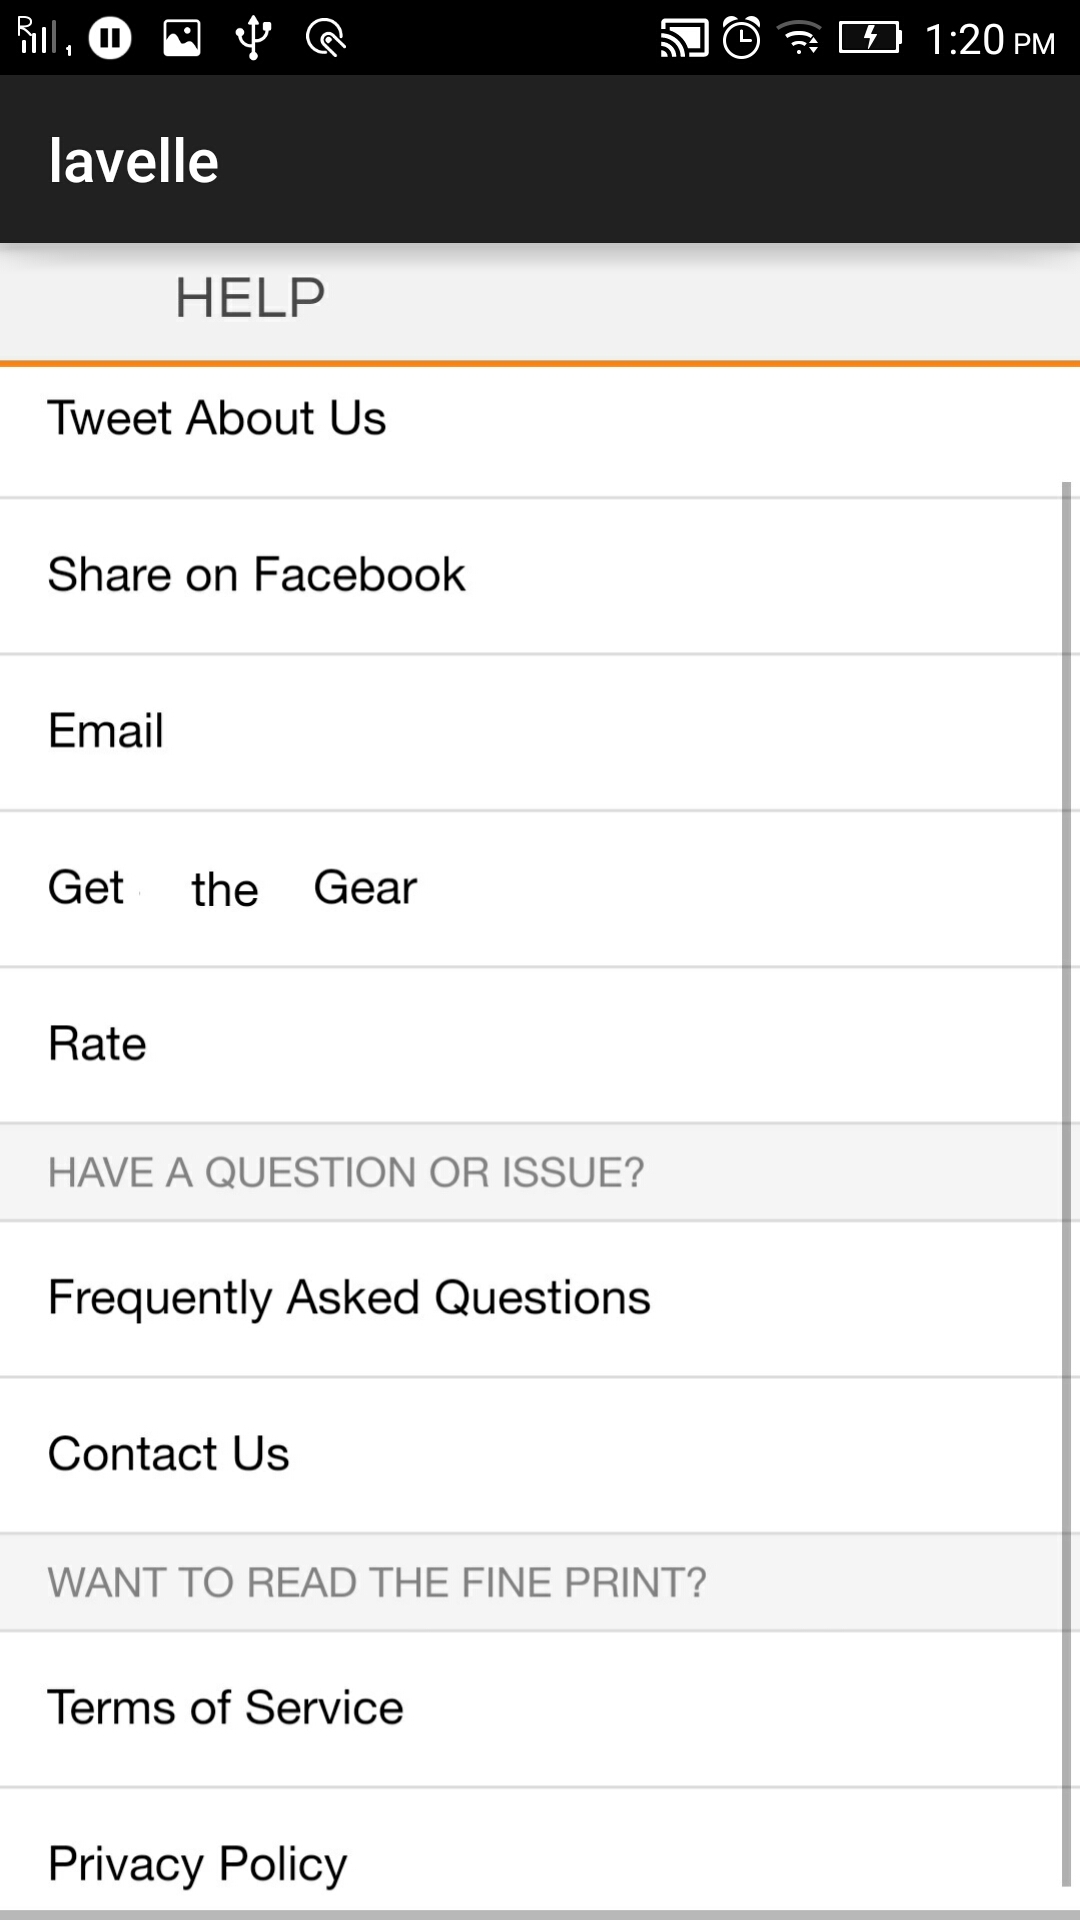 1:20 PM
lavelle
HELP
Tweet About Us
Share on Facebook
Email
Get the Gear
Rate
HAVE A QUESTION OR ISSUE?
Frequently Asked Questions
Contact Us
WANT TO READ THE FINE PRINT?
Terms of Service
Privacy Policy